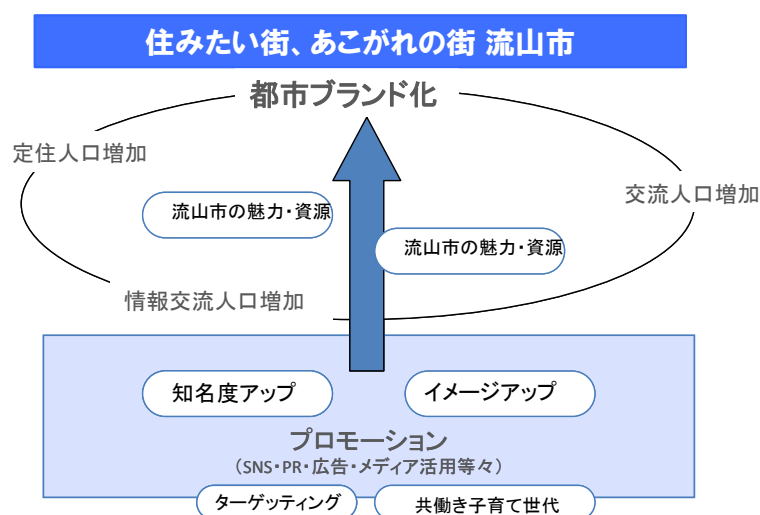 住みたい街、あこがれの街 流山市
都市ブランド化
定住人口増加
交流人口増加
流山市の魅力・資源
流山市の魅力・資源
情報交流人口増加
知名度アップ
イメージアップ
プロモーション
（SNS・PR・広告・メディア活用等々）
ターゲッティング
共働き子育て世代